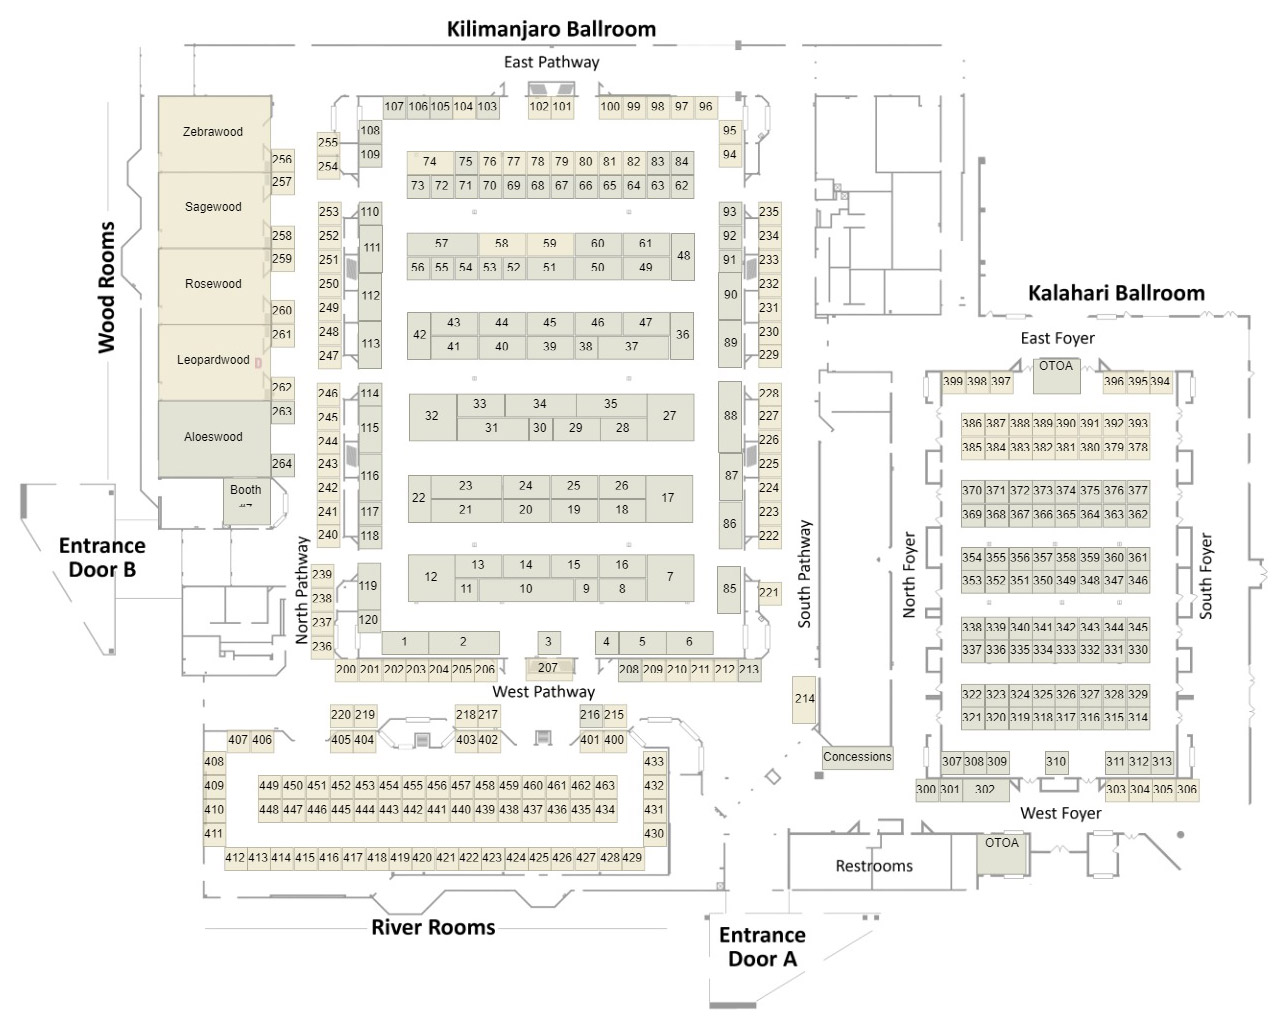 Kilimanjaro Ballroom
East Pathway
107 106 105 104 103 102 101 100 99 98 97 96
108 95
109 94
255
254
74 75 76 77 78 79 80 81 82 83 84
73 72 71 70 69 68 67 66 65 64 63 62
Zebrawood
256
257
Sagewood
258
259
Rosewood
260
261
Leopardwood
262
263
Aloeswood
264
Booth
Wood Rooms
253 110 93 235
252 111 92 234
251 91 233
250 112 90 232
249 231
248 113 89 230
247 229
57 58 59 60 61 48
56 55 54 53 52 51 50 49
42 43 44 45 46 47 36
41 40 39 38 37
246 114 88 228
245 115 227
244 226
243 116 87 225
242 224
241 117 86 223
240 118 222
32 33 34 35 27
31 30 29 28
22 23 24 25 26 17
21 20 19 18
239 119 85 221
238
237 120
236
12 13 14 15 16 7
11 10 9 8
1 2 3 4 5 6
200 201 202 203 204 205 206 207 208 209 210 211 212 213
North Pathway
South Pathway
West Pathway
214
Entrance
Door B
220 219 218 217 216 215
407 406 405 404 403 402 401 400
408 433
409 449 450 451 452 453 454 455 456 457 458 459 460 461 462 463 432
410 448 447 446 445 444 443 442 441 440 439 438 437 436 435 434 431
411 430
412 413 414 415 416 417 418 419 420 421 422 423 424 425 426 427 428 429
River Rooms
Kalahari Ballroom
East Foyer
OTOA
399 398 397 396 395 394
386 387 388 389 390 391 392 393
385 384 383 382 381 380 379 378
370 371 372 373 374 375 376 377
369 368 367 366 365 364 363 362
354 355 356 357 358 359 360 361
353 352 351 350 349 348 347 346
338 339 340 341 342 343 344 345
337 336 335 334 333 332 331 330
322 323 324 325 326 327 328 329
321 320 319 318 317 316 315 314
307 308 309 310 311 312 313
300 301 302 303 304 305 306
North Foyer
South Foyer
West Foyer
Concessions
OTOA
Restrooms
Entrance
Door A